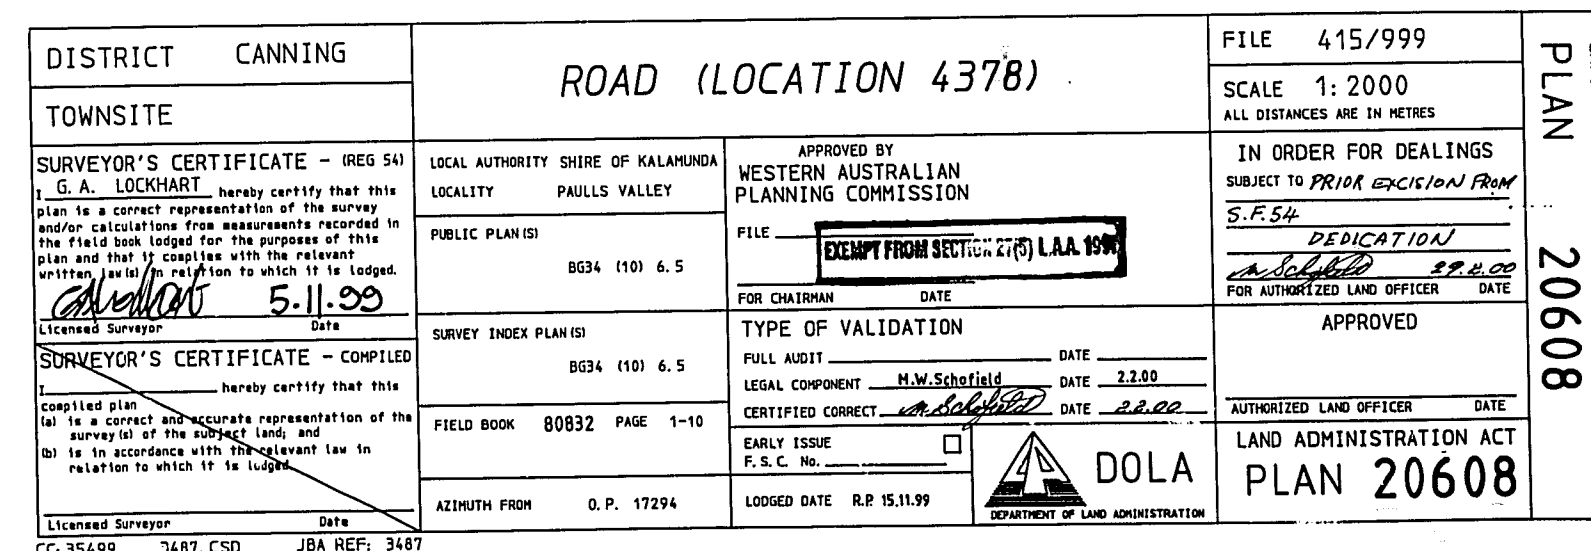 DISTRICT CANNING
TOWNSITE
ROAD (LOCATION 4378)
FILE 415/999
SCALE 1:2000
ALL DISTANCES ARE IN METRES
SURVEYOR'S CERTIFICATE - (REG 54)
I G. A. LOCKHART hereby certify that this
plan is a correct representation of the survey
and/or calculations from measurements recorded in
the field book lodged for the purposes of this
plan and that it complies with the relevant
written law(s) in relation to which it is lodged.
5.11.99
Licensed Surveyor Date
SURVEYOR'S CERTIFICATE - COMPILED
I hereby certify that this
compiled plan
(a) is a correct and accurate representation of the
survey(s) of the subject land; and
(b) is in accordance with the relevant law in
relation to which it is lodged.
Licensed Surveyor Date
LOCAL AUTHORITY SHIRE OF KALAMUNDA
LOCALITY PAULLS VALLEY
PUBLIC PLAN(S)
BG34 (10) 6.5
SURVEY INDEX PLAN(S)
BG34 (10) 6.5
FIELD BOOK 80832 PAGE 1-10
AZIMUTH FROM O.P. 17294
APPROVED BY
WESTERN AUSTRALIAN
PLANNING COMMISSION
FILE
EXEMPT FROM SECTION 27(5) L.A.A.
FOR CHAIRMAN DATE
TYPE OF VALIDATION
FULL AUDIT DATE
LEGAL COMPONENT M.W.Schofield DATE 2.2.00
CERTIFIED CORRECT M Schofield DATE 2.2.00
EARLY ISSUE
F.S.C. No.
LODGED DATE R.P. 15.11.99
DOLA
DEPARTMENT OF LAND ADMINISTRATION
IN ORDER FOR DEALINGS
SUBJECT TO PRIOR EXCISION FROM
S.F.54
DEDICATION
M Schofield
FOR AUTHORIZED LAND OFFICER DATE
APPROVED
AUTHORIZED LAND OFFICER DATE
LAND ADMINISTRATION ACT
PLAN 20608
PLAN 20608
CC: 35499 3487.CSD JBA REF: 3487